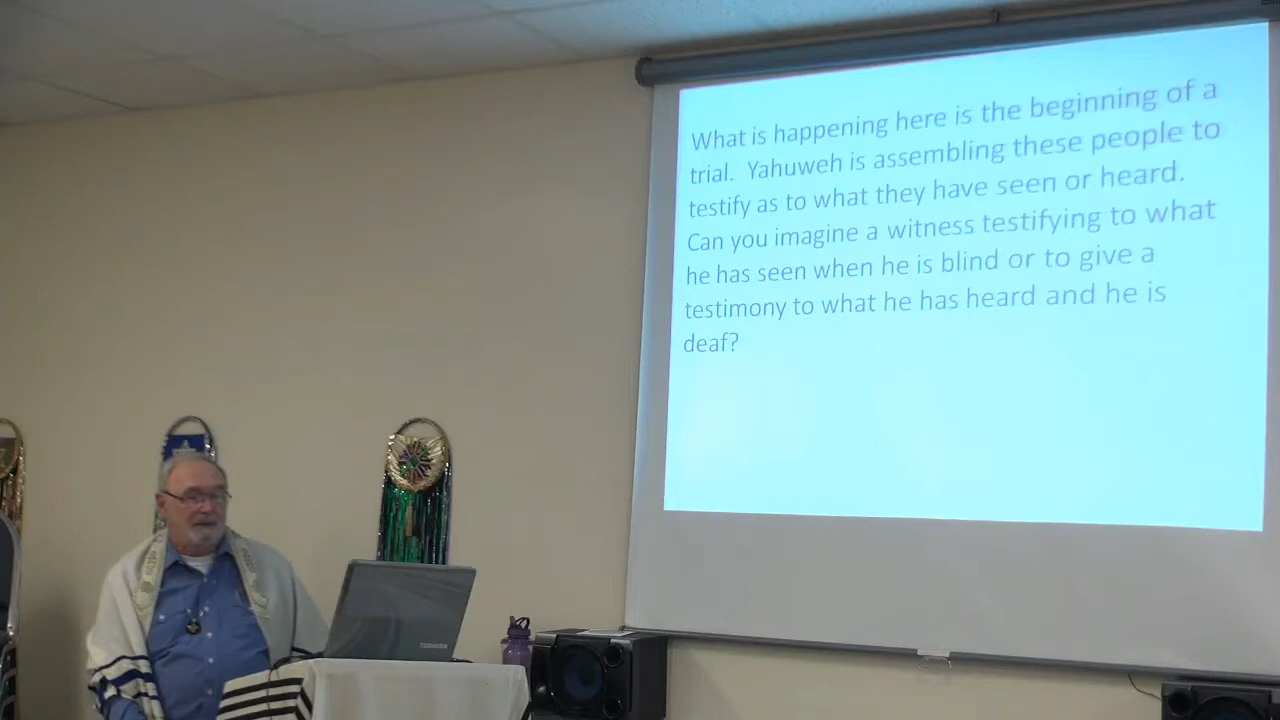 What is happening here is the beginning of a
trial.  Yahuweh is assembling these people to
testify as to what they have seen or heard.
Can you imagine a witness testifying to what
he has seen when he is blind or to give a
testimony to what he has heard and he is
deaf?
TOSHIBA